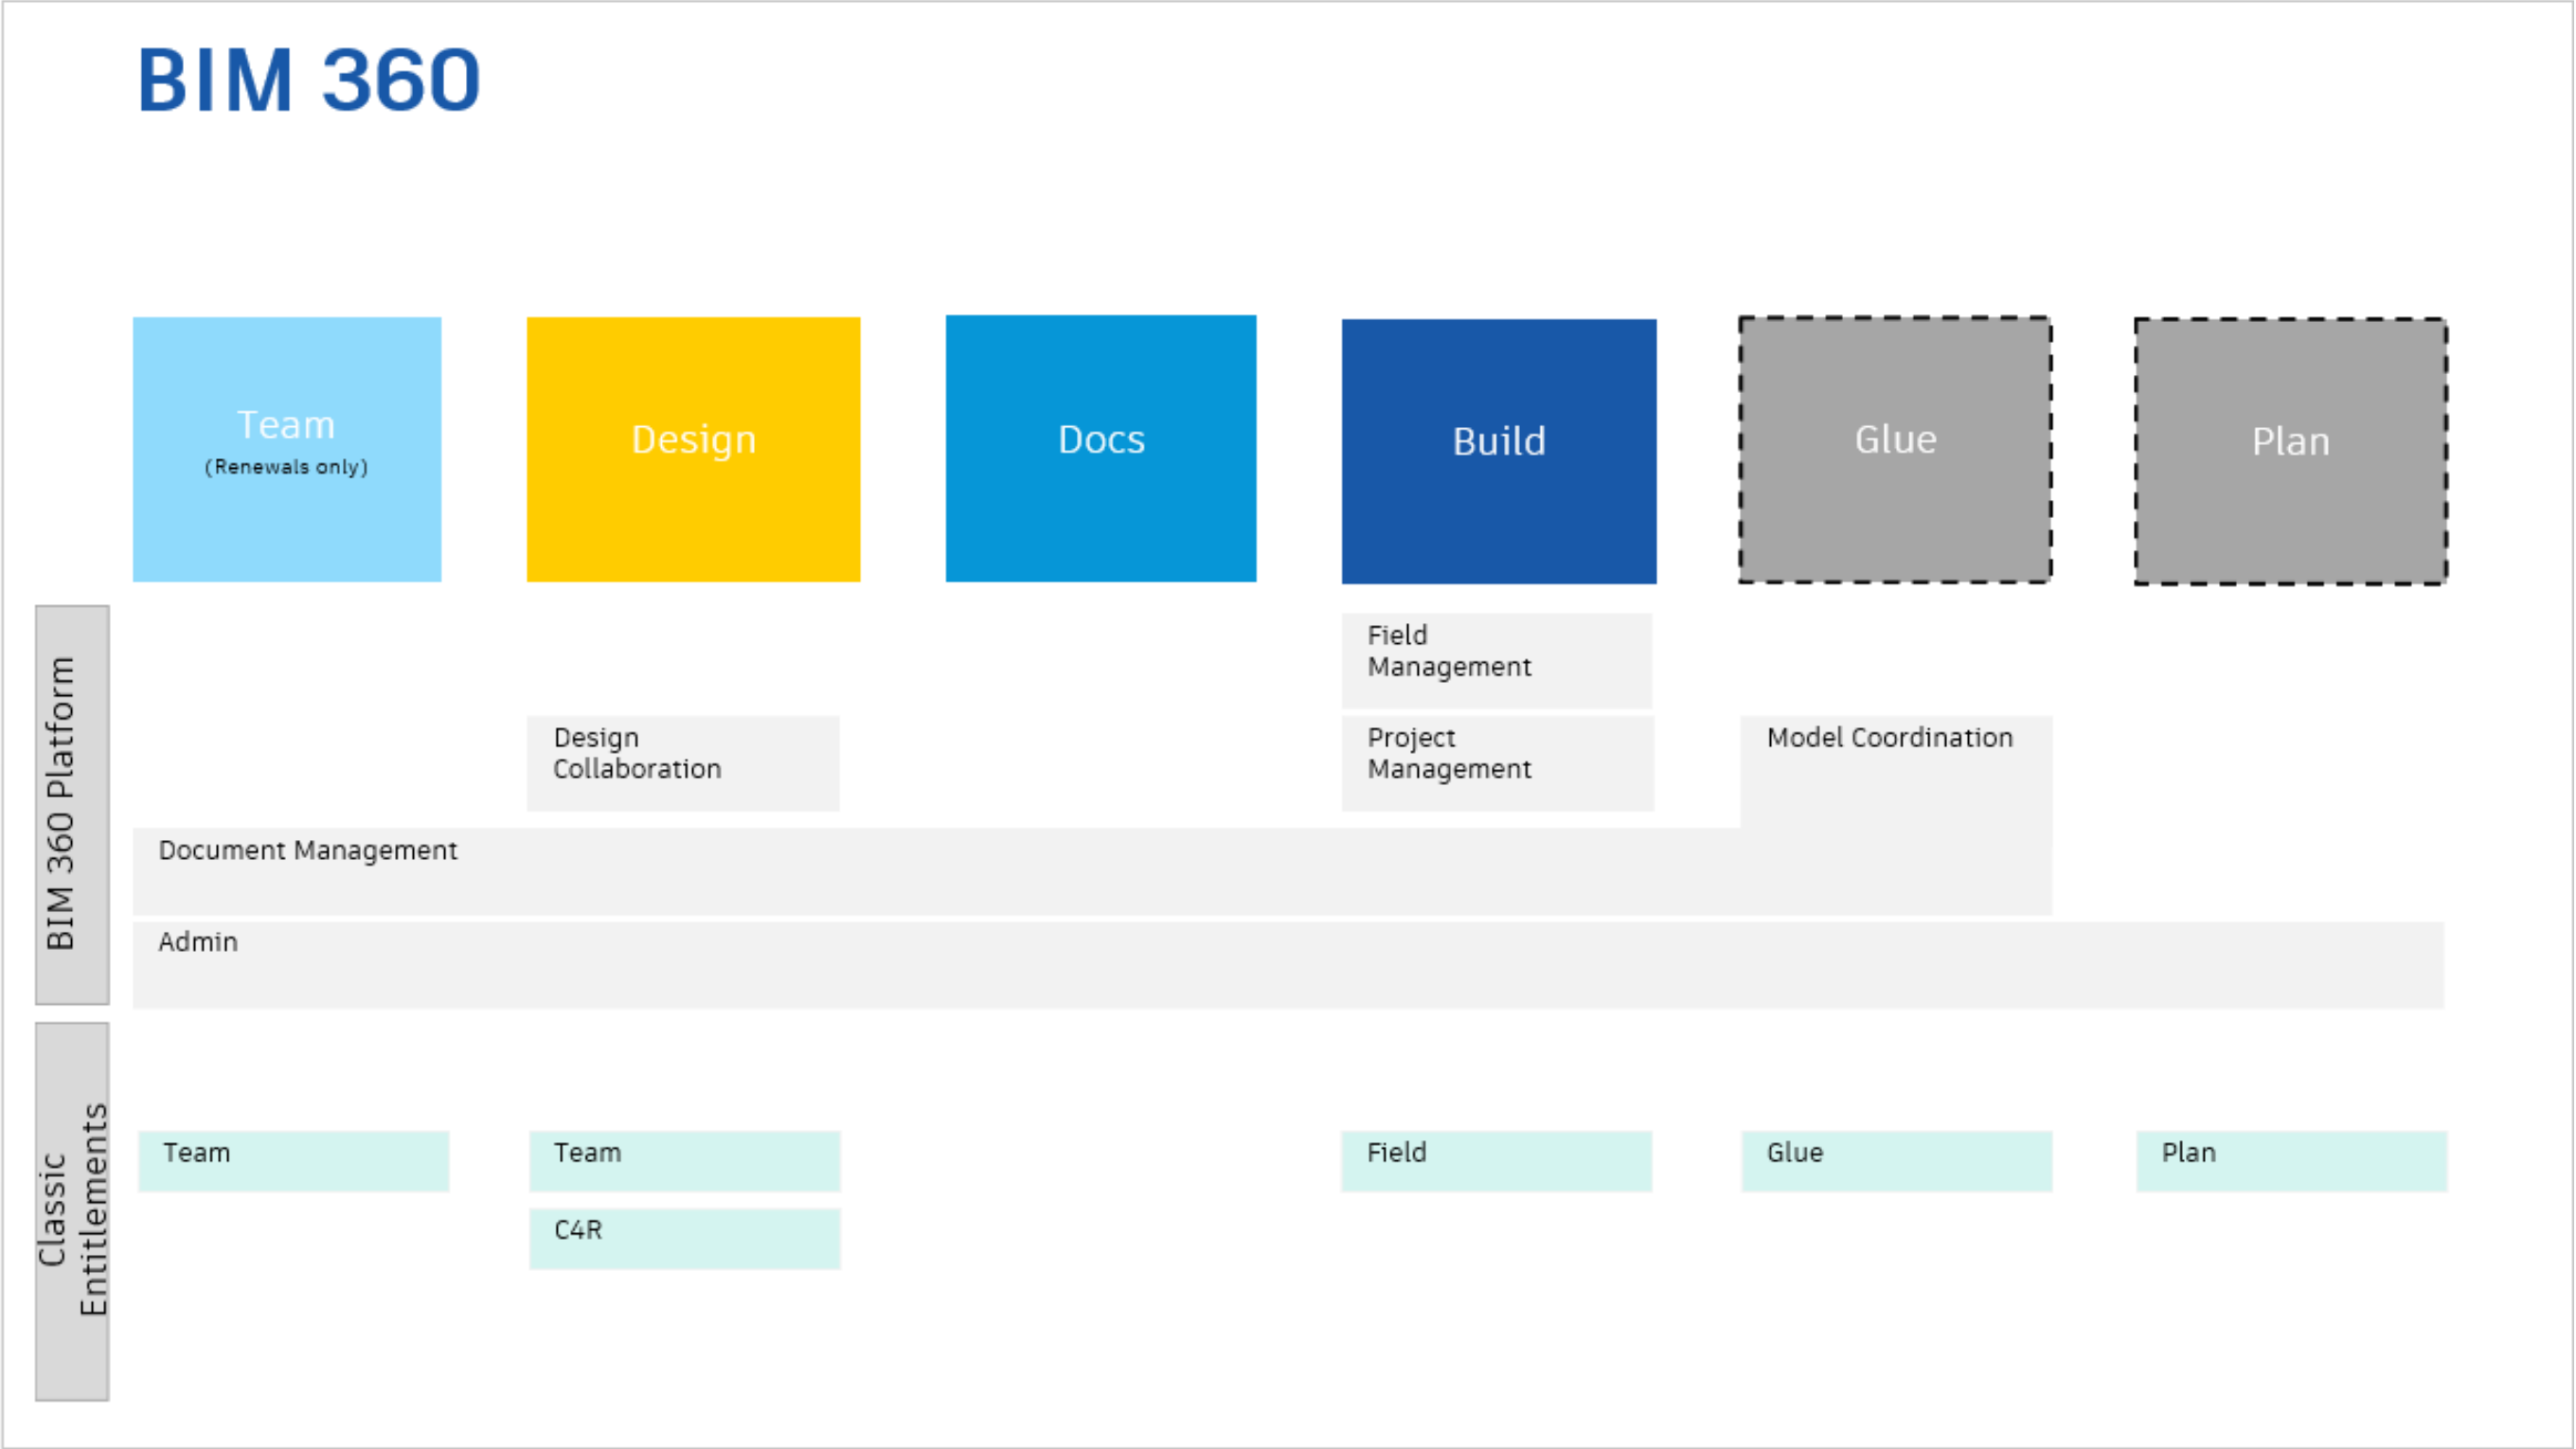 BIM 360
Team
(Renewals only)
Design
Docs
Build
Glue
Plan
BIM 360 Platform
Field
Management
Design
Collaboration
Project
Management
Model Coordination
Document Management
Admin
Classic
Entitlements
Team
Team
Field
Glue
Plan
C4R